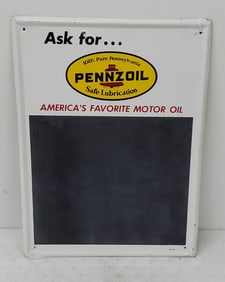 Ask for...
100% Pure Pennsylvania
PENNZOIL
Safe Lubrication
AMERICA'S FAVORITE MOTOR OIL